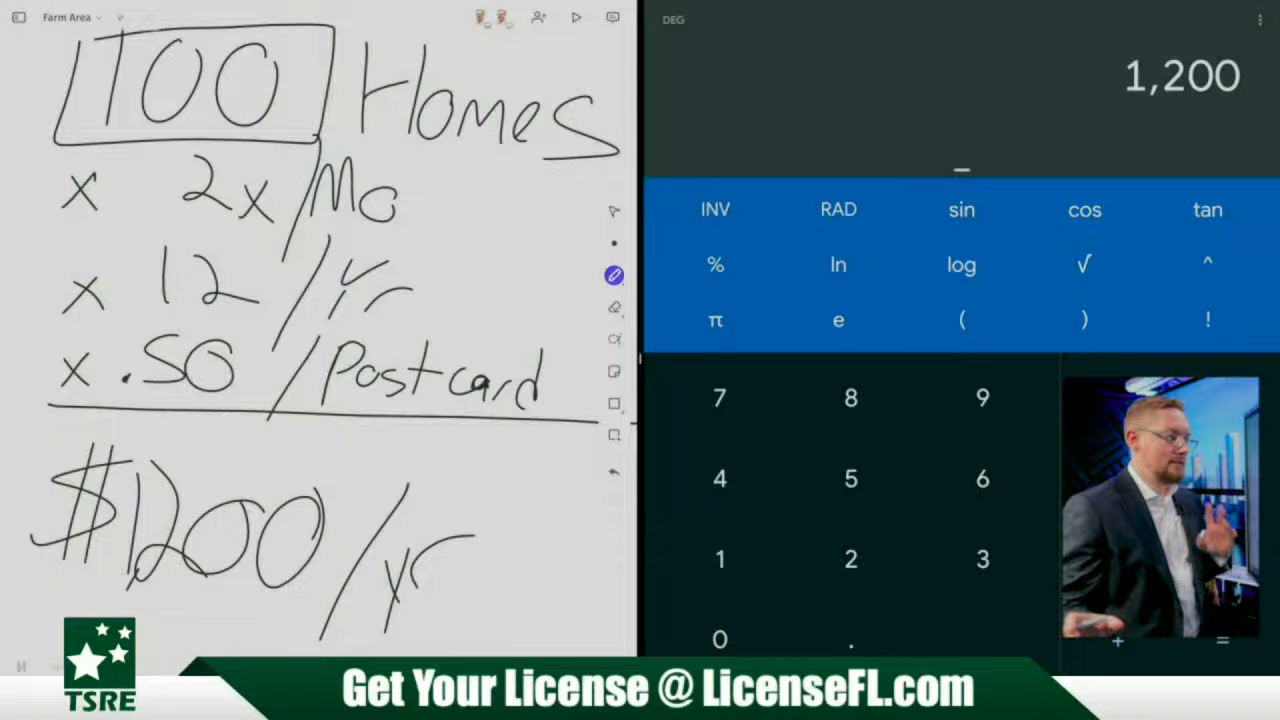 Farm Area
100 Homes
x 2x/Mo
x 12/yr
x .50/Postcard
$1200/yr
DEG
1,200
INV RAD sin cos tan
% ln log √ ^
π e ( ) !
7 8 9
4 5 6
1 2 3
0 . + =
TSRE
Get Your License @ LicenseFL.com